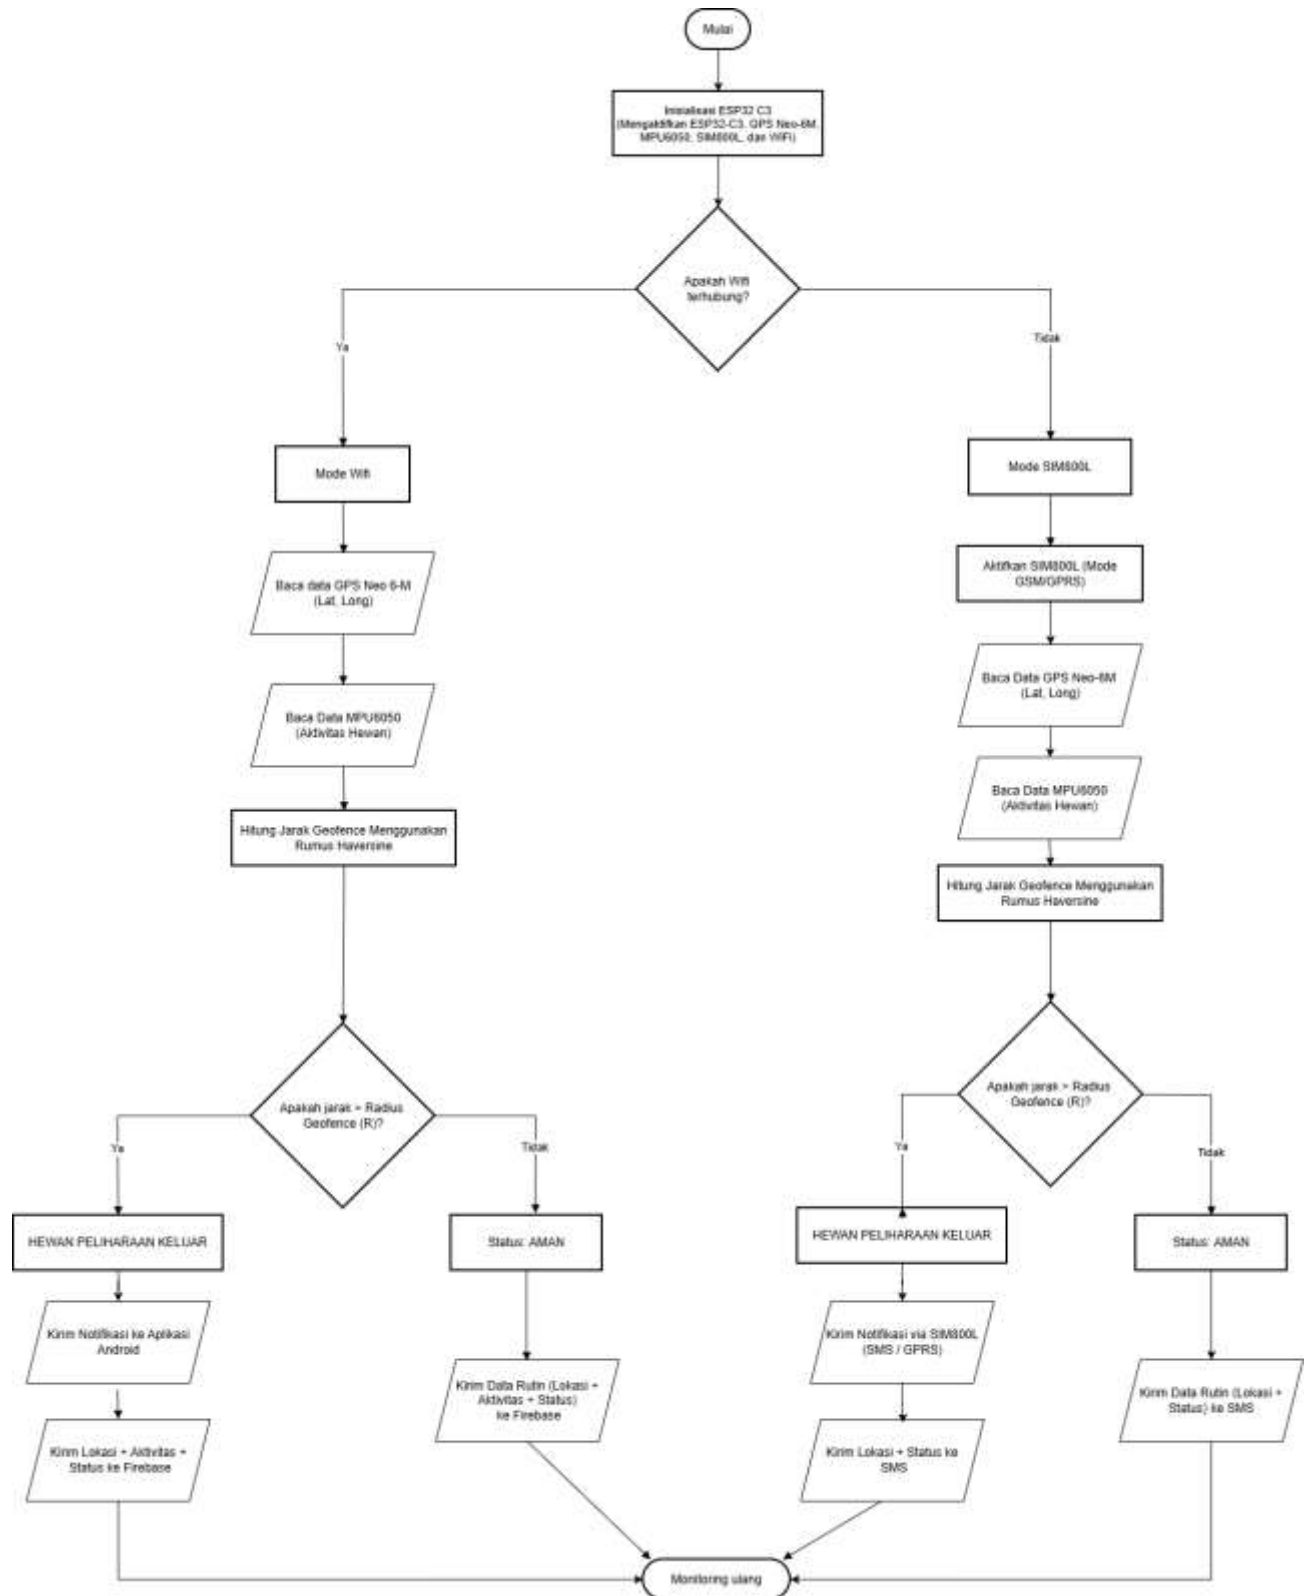 Mulai
Inisialisasi ESP32 C3
(Mengaktifkan ESP32-C3, GPS Neo-6M,
MPU6050, SIM800L, dan WiFi)
Apakah Wifi
terhubung?
Ya
Tidak
Mode Wifi
Mode SIM800L
Baca data GPS Neo 6-M
(Lat, Long)
Aktifkan SIM800L (Mode
GSM/GPRS)
Baca Data MPU6050
(Aktivitas Hewan)
Baca Data GPS Neo-6M
(Lat, Long)
Hitung Jarak Geofence Menggunakan
Rumus Haversine
Baca Data MPU6050
(Aktivitas Hewan)
Hitung Jarak Geofence Menggunakan
Rumus Haversine
Apakah jarak > Radius
Geofence (R)?
Ya
Tidak
Apakah jarak > Radius
Geofence (R)?
Ya
Tidak
HEWAN PELIHARAAN KELUAR
Status: AMAN
HEWAN PELIHARAAN KELUAR
Status: AMAN
Kirim Notifikasi ke Aplikasi
Android
Kirim Data Rutin (Lokasi +
Aktivitas + Status)
ke Firebase
Kirim Notifikasi via SIM800L
(SMS / GPRS)
Kirim Data Rutin (Lokasi +
Status) ke SMS
Kirim Lokasi + Aktivitas +
Status ke Firebase
Kirim Lokasi + Status ke
SMS
Monitoring ulang